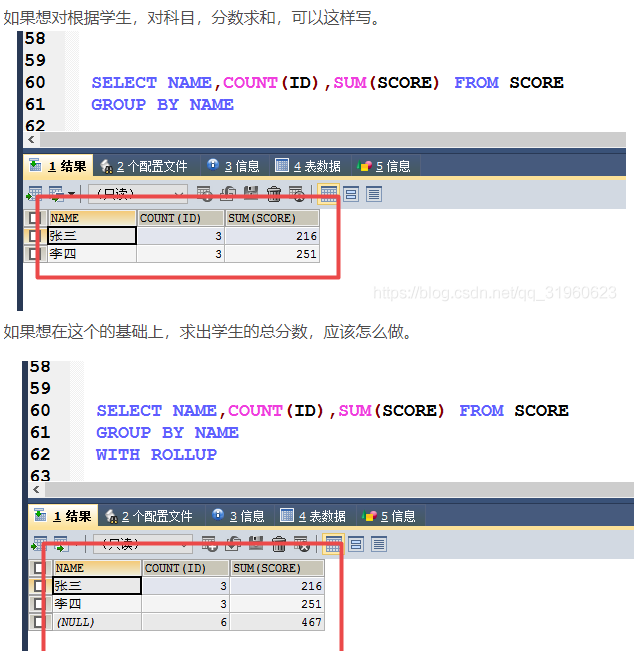 如果想对根据学生，对科目，分数求和，可以这样写。
58
59
60 SELECT NAME,COUNT(ID),SUM(SCORE) FROM SCORE
61 GROUP BY NAME
62
1 结果 2 个配置文件 3 信息 4 表数据 5 信息
(只读)
NAME COUNT(ID) SUM(SCORE)
张三 3 216
李四 3 251
https://blog.csdn.net/qq_31960623
如果想在这个的基础上，求出学生的总分数，应该怎么做。
58
59
60 SELECT NAME,COUNT(ID),SUM(SCORE) FROM SCORE
61 GROUP BY NAME
62 WITH ROLLUP
63
1 结果 2 个配置文件 3 信息 4 表数据 5 信息
(只读)
NAME COUNT(ID) SUM(SCORE)
张三 3 216
李四 3 251
(NULL) 6 467